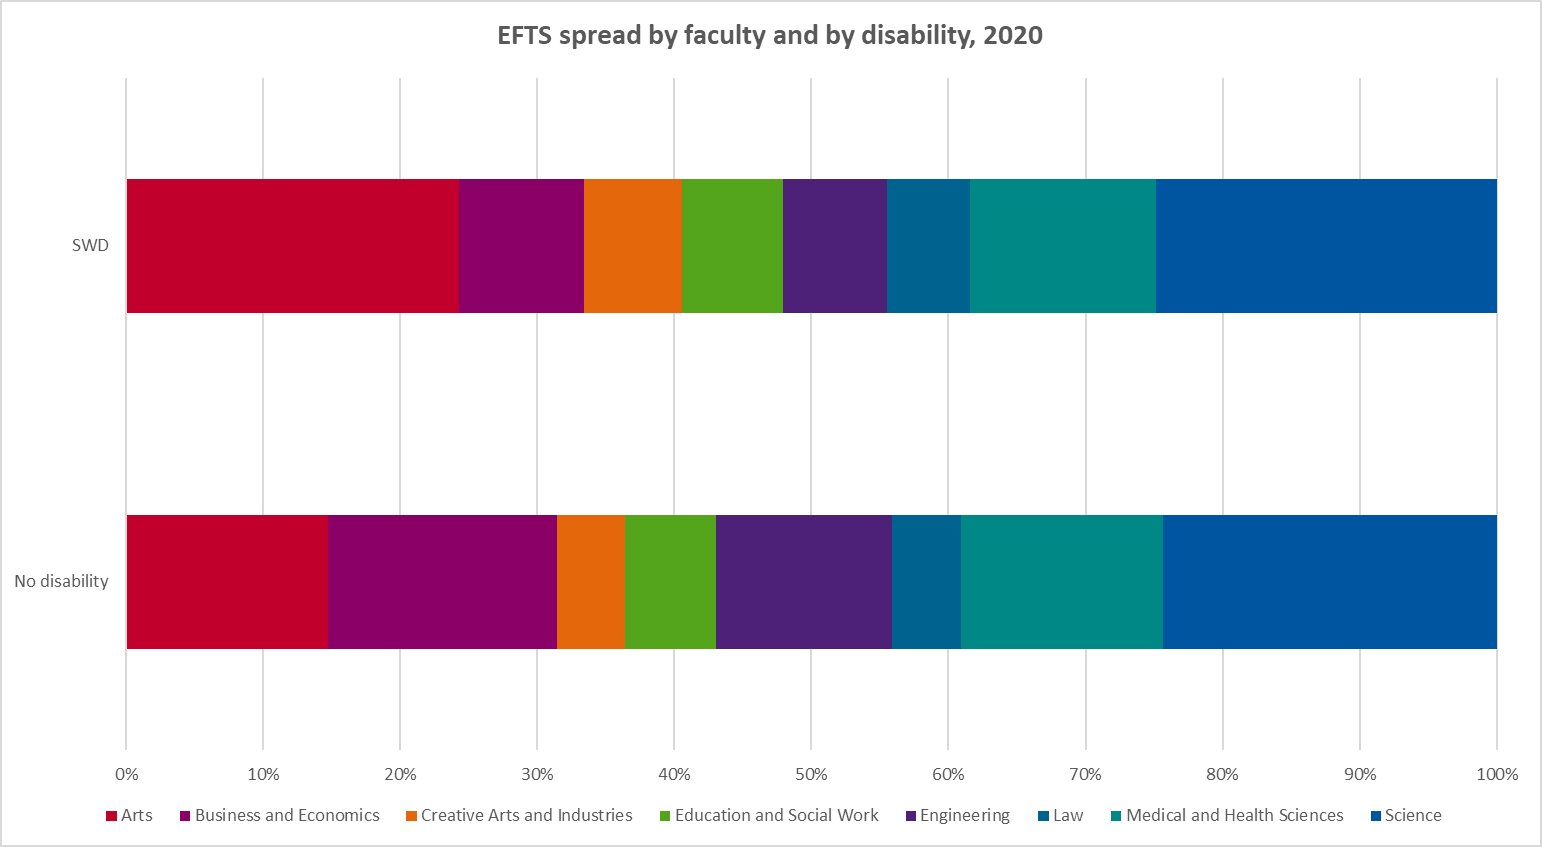 EFTS spread by faculty and by disability, 2020
SWD
No disability
0% 10% 20% 30% 40% 50% 60% 70% 80% 90% 100%
Arts Business and Economics Creative Arts and Industries Education and Social Work Engineering Law Medical and Health Sciences Science